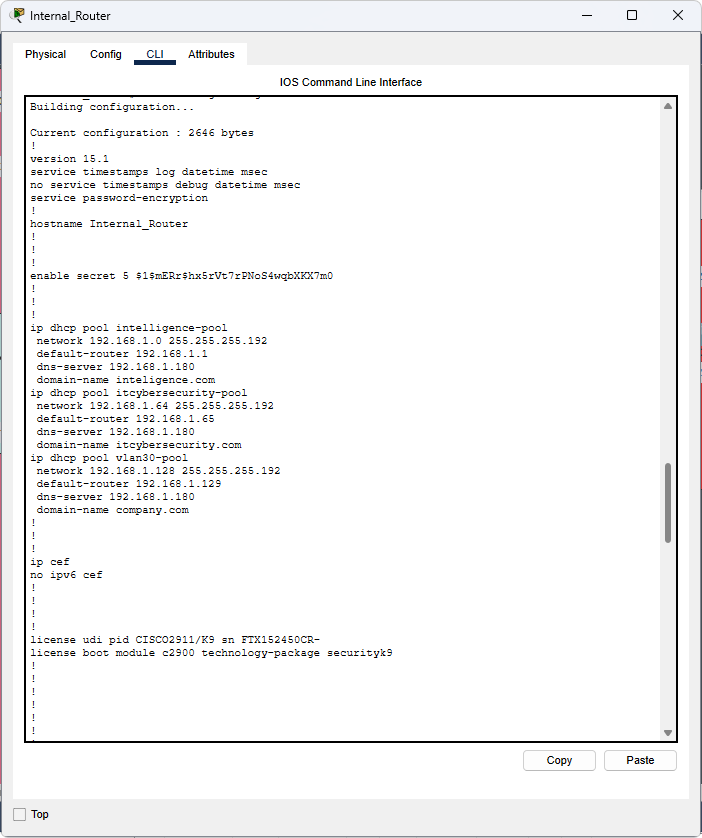 Internal_Router
Physical Config CLI Attributes
IOS Command Line Interface
Building configuration...
Current configuration : 2646 bytes
!
version 15.1
service timestamps log datetime msec
no service timestamps debug datetime msec
service password-encryption
!
hostname Internal_Router
!
!
!
enable secret 5 $1$mERr$hx5rVt7rPNoS4wqbXKX7m0
!
!
!
ip dhcp pool intelligence-pool
network 192.168.1.0 255.255.255.192
default-router 192.168.1.1
dns-server 192.168.1.180
domain-name inteligence.com
ip dhcp pool itcybersecurity-pool
network 192.168.1.64 255.255.255.192
default-router 192.168.1.65
dns-server 192.168.1.180
domain-name itcybersecurity.com
ip dhcp pool vlan30-pool
network 192.168.1.128 255.255.255.192
default-router 192.168.1.129
dns-server 192.168.1.180
domain-name company.com
!
!
!
ip cef
no ipv6 cef
!
!
!
!
license udi pid CISCO2911/K9 sn FTX152450CR-
license boot module c2900 technology-package securityk9
!
!
!
!
!
!
Copy Paste
Top